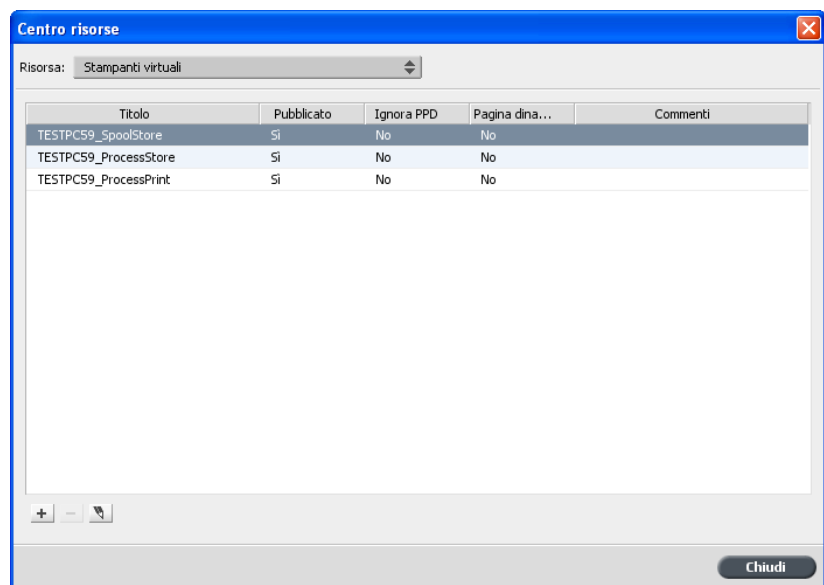 Centro risorse
Risorsa: Stampanti virtuali
Titolo Pubblicato Ignora PPD Pagina dina... Commenti
TESTPC59_SpoolStore Sì No No
TESTPC59_ProcessStore Sì No No
TESTPC59_ProcessPrint Sì No No
Chiudi